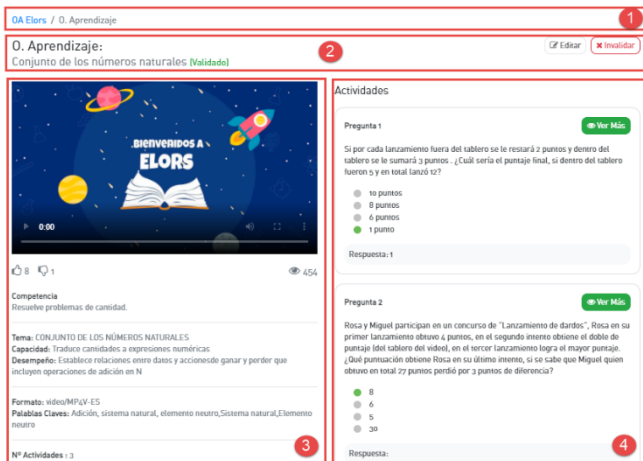 OA Elors / O. Aprendizaje
1
O. Aprendizaje:
Conjunto de los números naturales (Validado)
2
Editar
✖ Invalidar
BIENVENIDOS A
ELORS
0:00
8 1
454
Competencia
Resuelve problemas de cantidad.
Tema: CONJUNTO DE LOS NÚMEROS NATURALES
Capacidad: Traduce cantidades a expresiones numéricas
Desempeño: Establece relaciones entre datos y accionesde ganar y perder que
incluyen operaciones de adición en N
Formato: video/MP4V-ES
Palablas Claves: Adición, sistema natural, elemento neutro,Sistema natural,Elemento
neutro
Nº Actividades : 3
3
Actividades
Pregunta 1
Ver Más
Si por cada lanzamiento fuera del tablero se le restará 2 puntos y dentro del
tablero se le sumará 3 puntos . ¿Cuál sería el puntaje final, si dentro del tablero
fueron 5 y en total lanzó 12?
10 puntos
8 puntos
6 puntos
1 punto
Respuesta: 1
Pregunta 2
Ver Más
Rosa y Miguel participan en un concurso de "Lanzamiento de dardos", Rosa en su
primer lanzamiento obtuvo 4 puntos, en el segundo intento obtiene el doble de
puntaje (del tablero del video), en el tercer lanzamiento logra el mayor puntaje.
¿Qué puntuación obtiene Rosa en su último intento, si se sabe que Miguel quien
obtuvo en total 27 puntos perdió por 3 puntos de diferencia?
8
6
5
30
Respuesta:
4